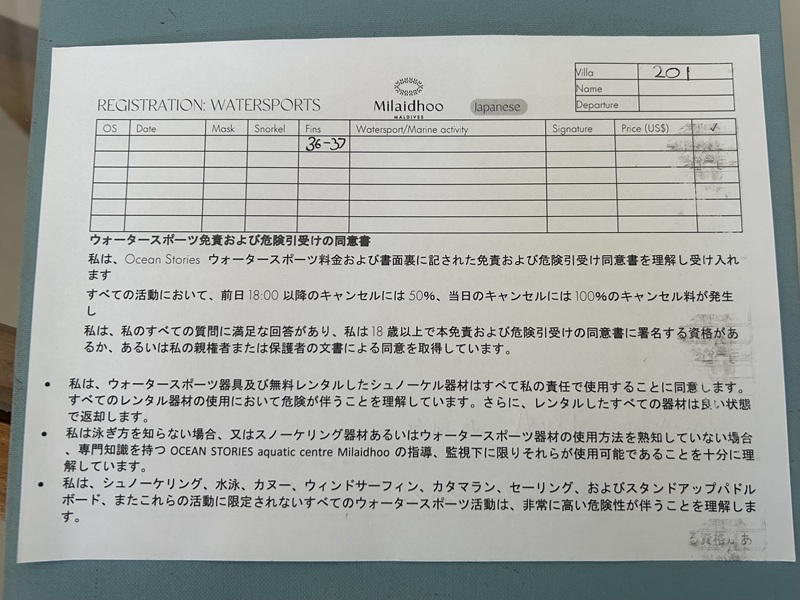 Villa 201
Name
Departure
REGISTRATION: WATERSPORTS
Milaidhoo
MALDIVES
Japanese
OS Date Mask Snorkel Fins Watersport/Marine activity Signature Price (US$) ✓
36-37
ウォータースポーツ免責および危険引受けの同意書
私は、Ocean Stories ウォータースポーツ料金および書面裏に記された免責および危険引受け同意書を理解し受け入れ
ます
すべての活動において、前日 18:00 以降のキャンセルには 50%、当日のキャンセルには 100%のキャンセル料が発生
し
私は、私のすべての質問に満足な回答があり、私は 18 歳以上で本免責および危険引受けの同意書に署名する資格があ
るか、あるいは私の親権者または保護者の文書による同意を取得しています。
• 私は、ウォータースポーツ器具及び無料レンタルしたシュノーケル器材はすべて私の責任で使用することに同意します。
すべてのレンタル器材の使用において危険が伴うことを理解しています。さらに、レンタルしたすべての器材は良い状態
で返却します。
• 私は泳ぎ方を知らない場合、又はスノーケリング器材あるいはウォータースポーツ器材の使用方法を熟知していない場合
、専門知識を持つ OCEAN STORIES aquatic centre Milaidhoo の指導、監視下に限りそれらが使用可能であることを十分に理
解しています。
• 私は、シュノーケリング、水泳、カヌー、ウィンドサーフィン、カタマラン、セーリング、およびスタンドアップパドル
ボード、またこれらの活動に限定されないすべてのウォータースポーツ活動は、非常に高い危険性が伴うことを理解しま
す。